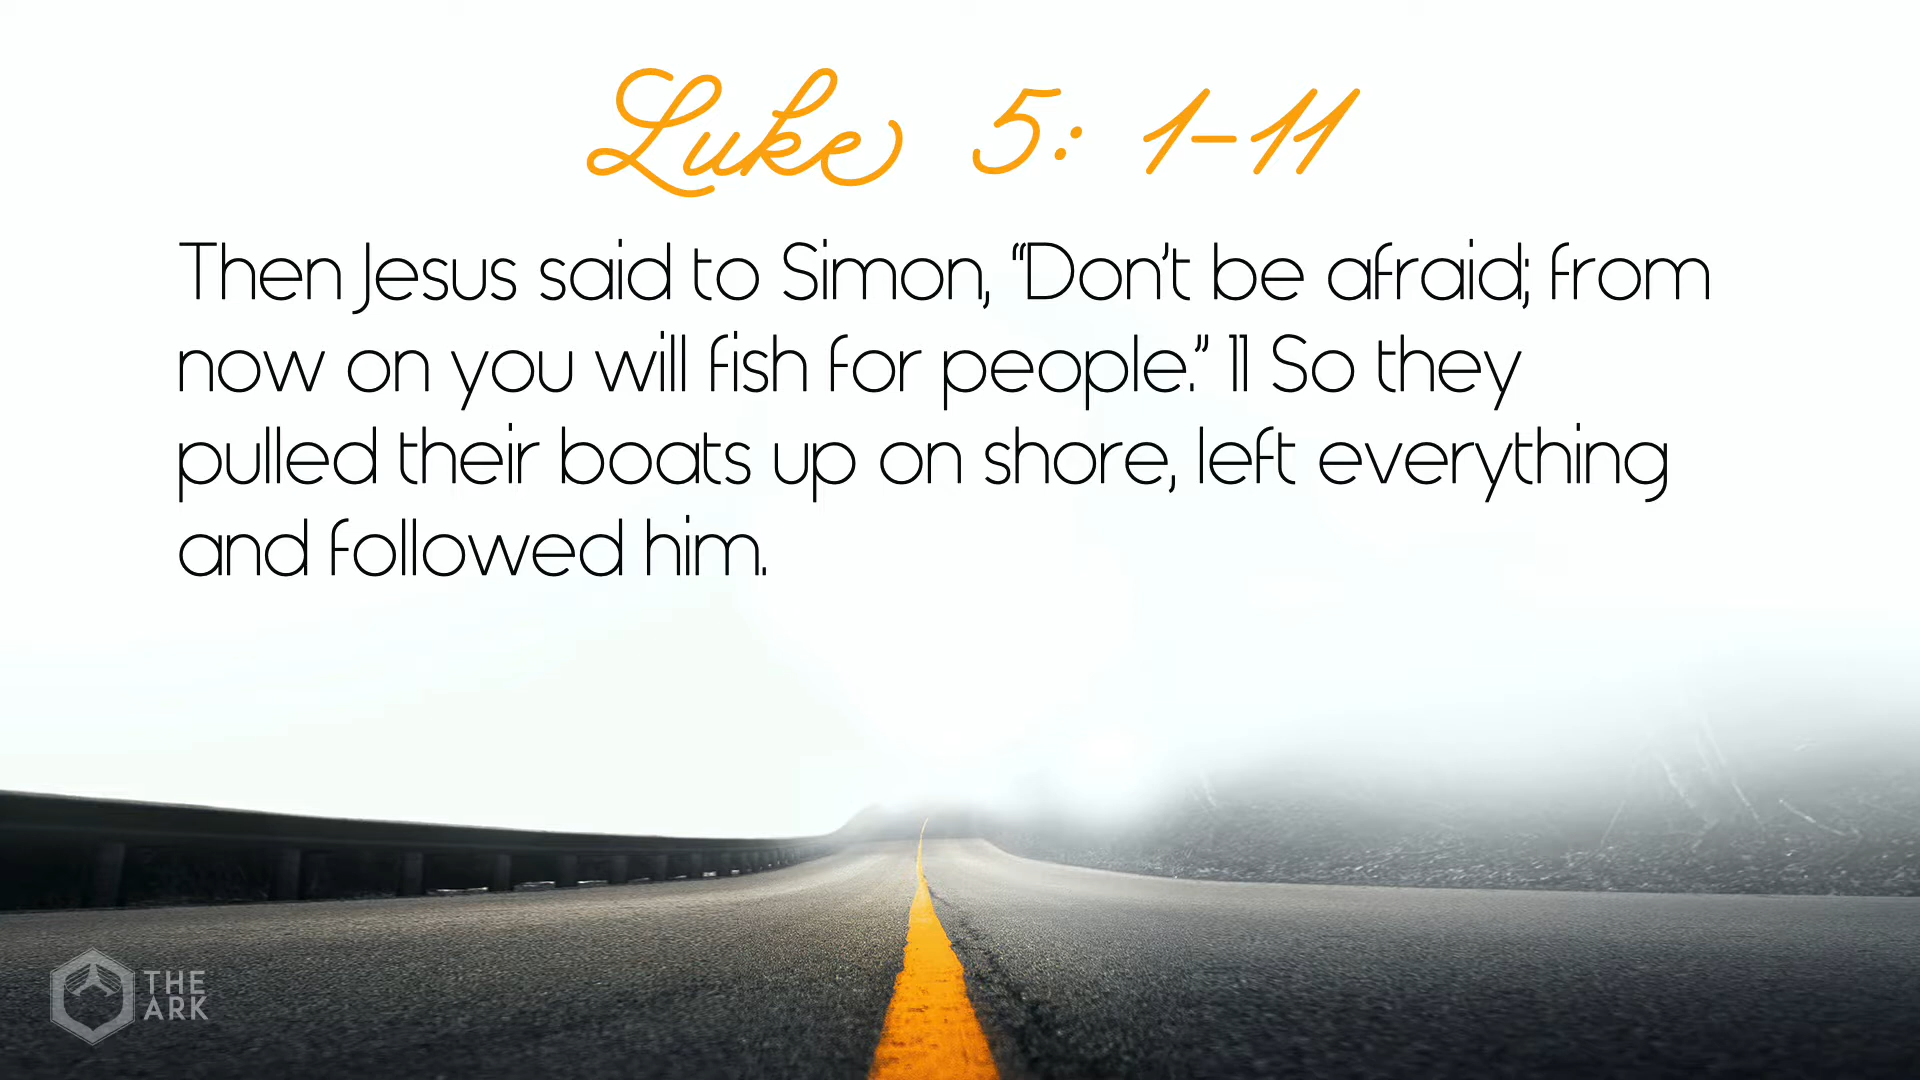 Luke 5: 1-11
Then Jesus said to Simon, “Don’t be afraid; from
now on you will fish for people.” 11 So they
pulled their boats up on shore, left everything
and followed him.
THE
ARK